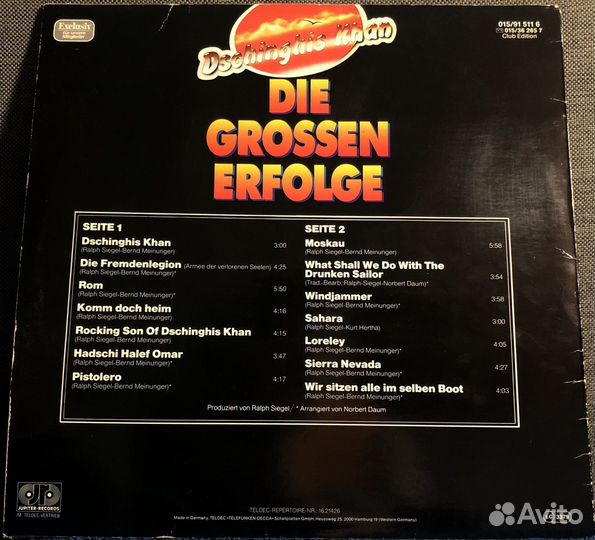 Exclusiv
für unsere
Mitglieder
Dschinghis Khan
015/91 511 6
015/36 265 7
Club Edition
DIE
GROSSEN
ERFOLGE
SEITE 1
Dschinghis Khan 3:00
(Ralph Siegel-Bernd Meinunger)
Die Fremdenlegion (Armee der verlorenen Seelen) 4:25
(Ralph Siegel-Bernd Meinunger)*
Rom 5:50
(Ralph Siegel-Bernd Meinunger)
Komm doch heim 4:16
(Ralph Siegel-Bernd Meinunger)
Rocking Son Of Dschinghis Khan 4:15
(Ralph Siegel-Bernd Meinunger)*
Hadschi Halef Omar 3:47
(Ralph Siegel-Bernd Meinunger)*
Pistolero 4:17
(Ralph Siegel-Bernd Meinunger)*
SEITE 2
Moskau 5:58
(Ralph Siegel-Bernd Meinunger)
What Shall We Do With The
Drunken Sailor 3:54
(Trad.-Bearb.:Ralph-Siegel-Norbert Daum)*
Windjammer 3:58
(Ralph Siegel-Bernd Meinunger)*
Sahara 3:00
(Ralph Siegel-Kurt Hertha)
Loreley 4:05
(Ralph Siegel-Bernd Meinunger)*
Sierra Nevada 4:27
(Ralph Siegel-Bernd Meinunger)*
Wir sitzen alle im selben Boot 4:03
(Ralph Siegel-Bernd Meinunger)*
Produziert von Ralph Siegel/ * Arrangiert von Norbert Daum
JUPITER-RECORDS
IM TELDEC-VERTRIEB
TELDEC-REPERTOIRE-NR.: 16.21426
Made in Germany, TELDEC »TELEFUNKEN-DECCA« Schallplatten GmbH, Heussweg 25, 2000 Hamburg 19 (Western Germany)
LC 3379
Avito